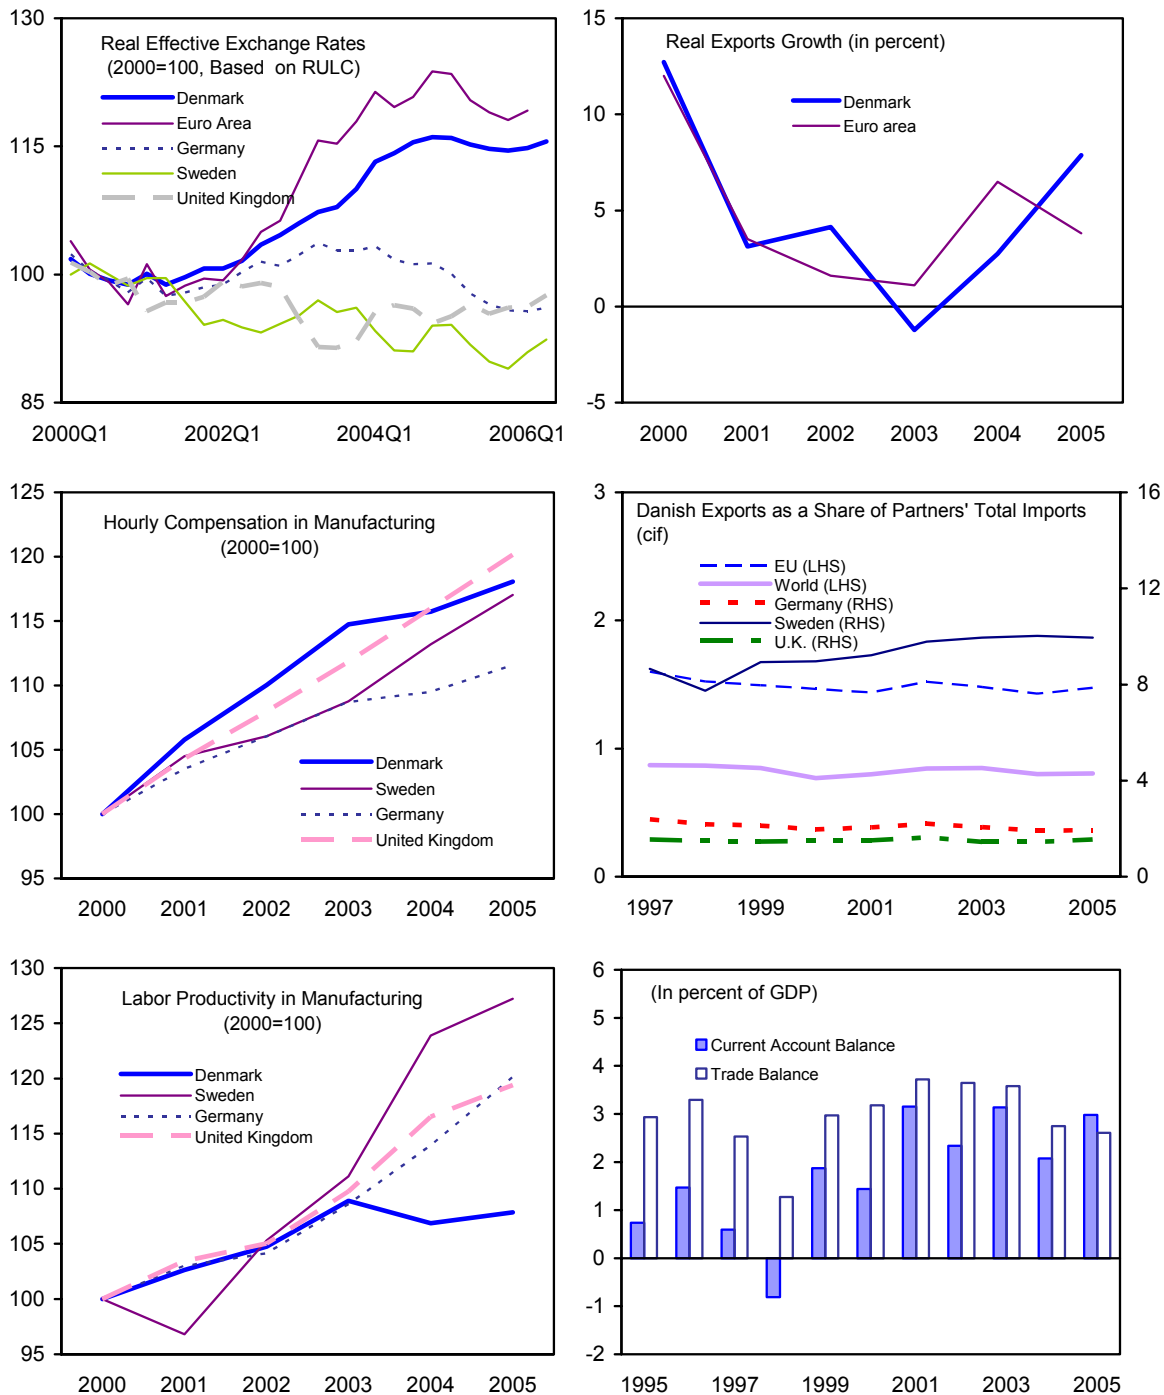 Real Effective Exchange Rates
(2000=100, Based on RULC)
Denmark
Euro Area
Germany
Sweden
United Kingdom
130
115
100
85
2000Q1 2002Q1 2004Q1 2006Q1
Real Exports Growth (in percent)
Denmark
Euro area
15
10
5
0
-5
2000 2001 2002 2003 2004 2005
Hourly Compensation in Manufacturing
(2000=100)
Denmark
Sweden
Germany
United Kingdom
125
120
115
110
105
100
95
2000 2001 2002 2003 2004 2005
Danish Exports as a Share of Partners' Total Imports
(cif)
EU (LHS)
World (LHS)
Germany (RHS)
Sweden (RHS)
U.K. (RHS)
3
2
1
0
16
12
8
4
0
1997 1999 2001 2003 2005
Labor Productivity in Manufacturing
(2000=100)
Denmark
Sweden
Germany
United Kingdom
130
125
120
115
110
105
100
95
2000 2001 2002 2003 2004 2005
(In percent of GDP)
Current Account Balance
Trade Balance
6
5
4
3
2
1
0
-1
-2
1995 1997 1999 2001 2003 2005